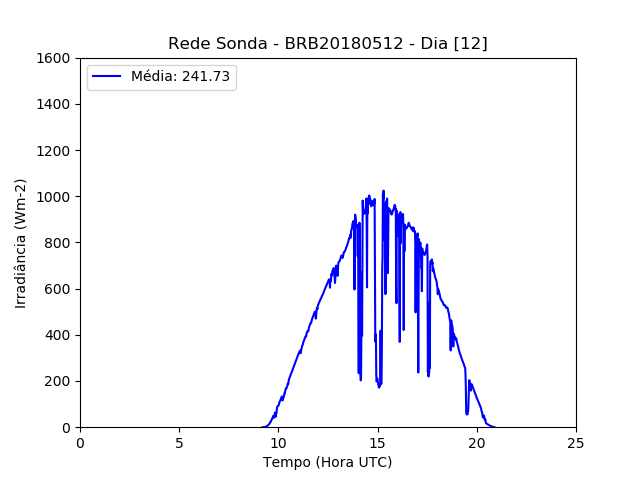 Rede Sonda - BRB20180512 - Dia [12]
Média: 241.73
1600
1400
1200
1000
800
600
400
200
0
Irradiância (Wm-2)
0 5 10 15 20 25
Tempo (Hora UTC)